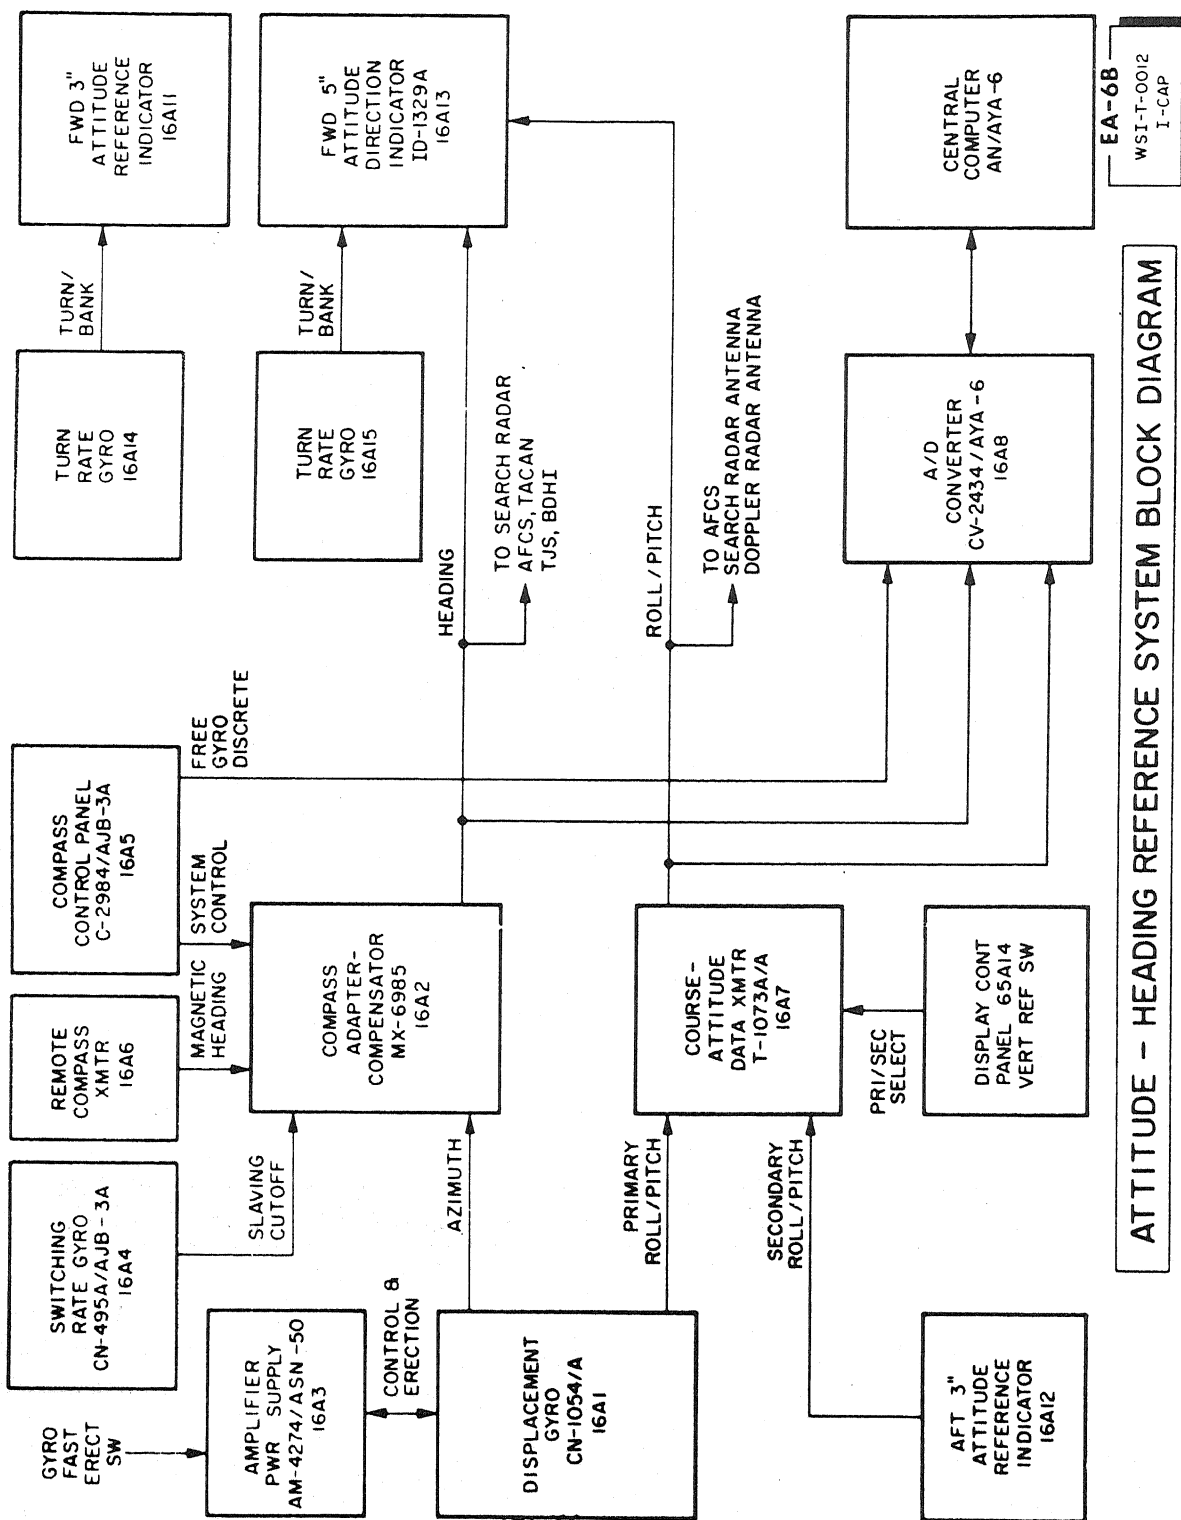 GYRO
FAST
ERECT
SW
SWITCHING
RATE GYRO
CN-495A/AJB-3A
16A4
REMOTE
COMPASS
XMTR
16A6
COMPASS
CONTROL PANEL
C-2984/AJB-3A
16A5
TURN
RATE
GYRO
16A14
TURN/
BANK
FWD 3"
ATTITUDE
REFERENCE
INDICATOR
16A11
AMPLIFIER
PWR SUPPLY
AM-4274/ASN-50
16A3
SLAVING
CUTOFF
MAGNETIC
HEADING
SYSTEM
CONTROL
FREE
GYRO
DISCRETE
TURN
RATE
GYRO
16A15
TURN/
BANK
FWD 5"
ATTITUDE
DIRECTION
INDICATOR
ID-1329A
16A13
CONTROL &
ERECTION
AZIMUTH
COMPASS
ADAPTER-
COMPENSATOR
MX-6985
16A2
HEADING
TO SEARCH RADAR
AFCS, TACAN
TJS, BDHI
DISPLACEMENT
GYRO
CN-1054/A
16A1
PRIMARY
ROLL/PITCH
COURSE-
ATTITUDE
DATA XMTR
T-1073A/A
16A7
ROLL/PITCH
TO AFCS
SEARCH RADAR ANTENNA
DOPPLER RADAR ANTENNA
SECONDARY
ROLL/PITCH
PRI/SEC
SELECT
AFT 3"
ATTITUDE
REFERENCE
INDICATOR
16A12
DISPLAY CONT
PANEL 65A14
VERT REF SW
A/D
CONVERTER
CV-2434/AYA-6
16A8
CENTRAL
COMPUTER
AN/AYA-6
ATTITUDE - HEADING REFERENCE SYSTEM BLOCK DIAGRAM
EA-6B
WSI-T-0012
I-CAP